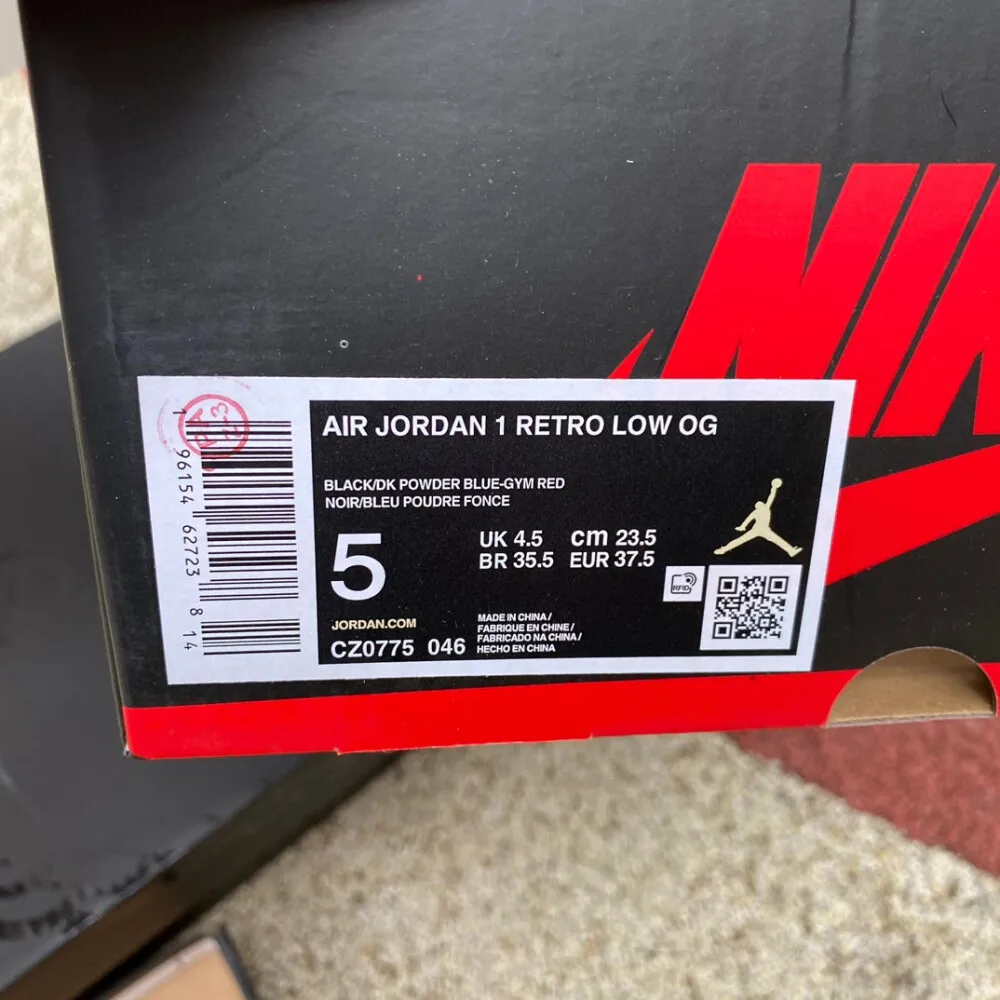 NIK
AIR JORDAN 1 RETRO LOW OG
BLACK/DK POWDER BLUE-GYM RED
NOIR/BLEU POUDRE FONCE
5
UK 4.5 cm 23.5
BR 35.5 EUR 37.5
RFID
JORDAN.COM
CZ0775 046
MADE IN CHINA /
FABRIQUE EN CHINE /
FABRICADO NA CHINA /
HECHO EN CHINA
1 96154 62723 8 14